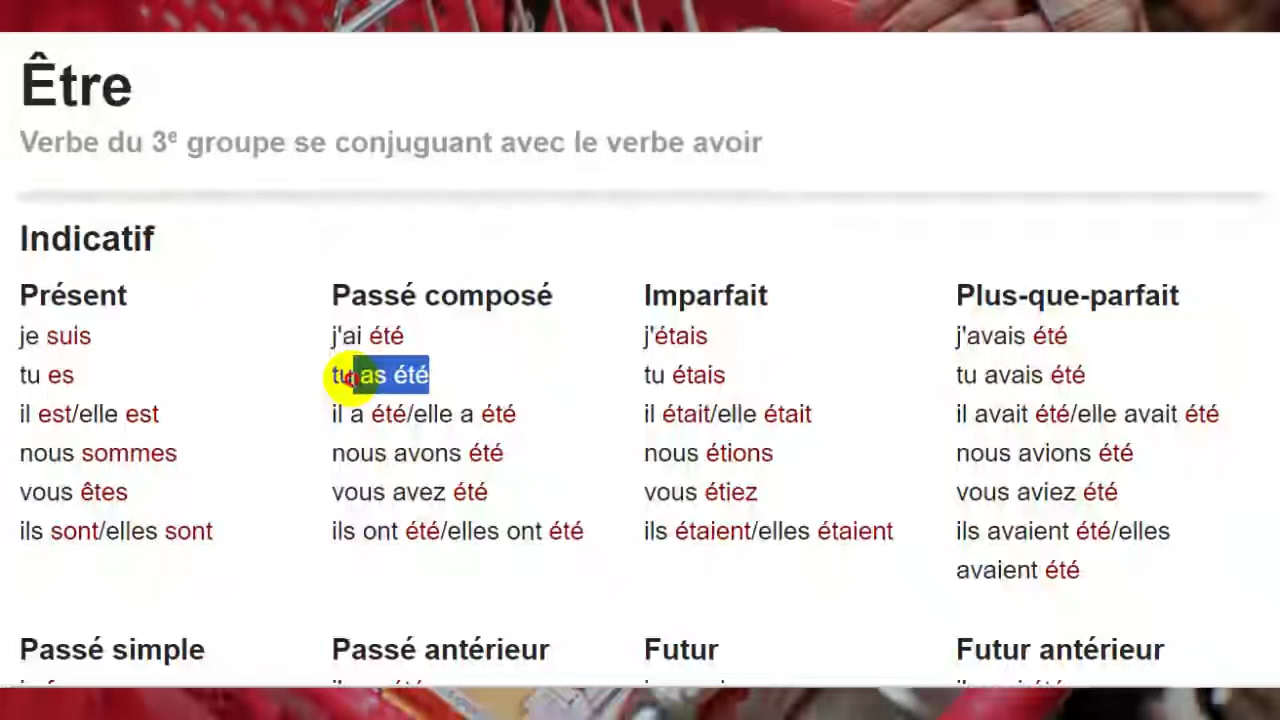 Être
Verbe du 3e groupe se conjuguant avec le verbe avoir
Indicatif
Présent
je suis
tu es
il est/elle est
nous sommes
vous êtes
ils sont/elles sont
Passé composé
j'ai été
tu as été
il a été/elle a été
nous avons été
vous avez été
ils ont été/elles ont été
Imparfait
j'étais
tu étais
il était/elle était
nous étions
vous étiez
ils étaient/elles étaient
Plus-que-parfait
j'avais été
tu avais été
il avait été/elle avait été
nous avions été
vous aviez été
ils avaient été/elles
avaient été
Passé simple
Passé antérieur
Futur
Futur antérieur